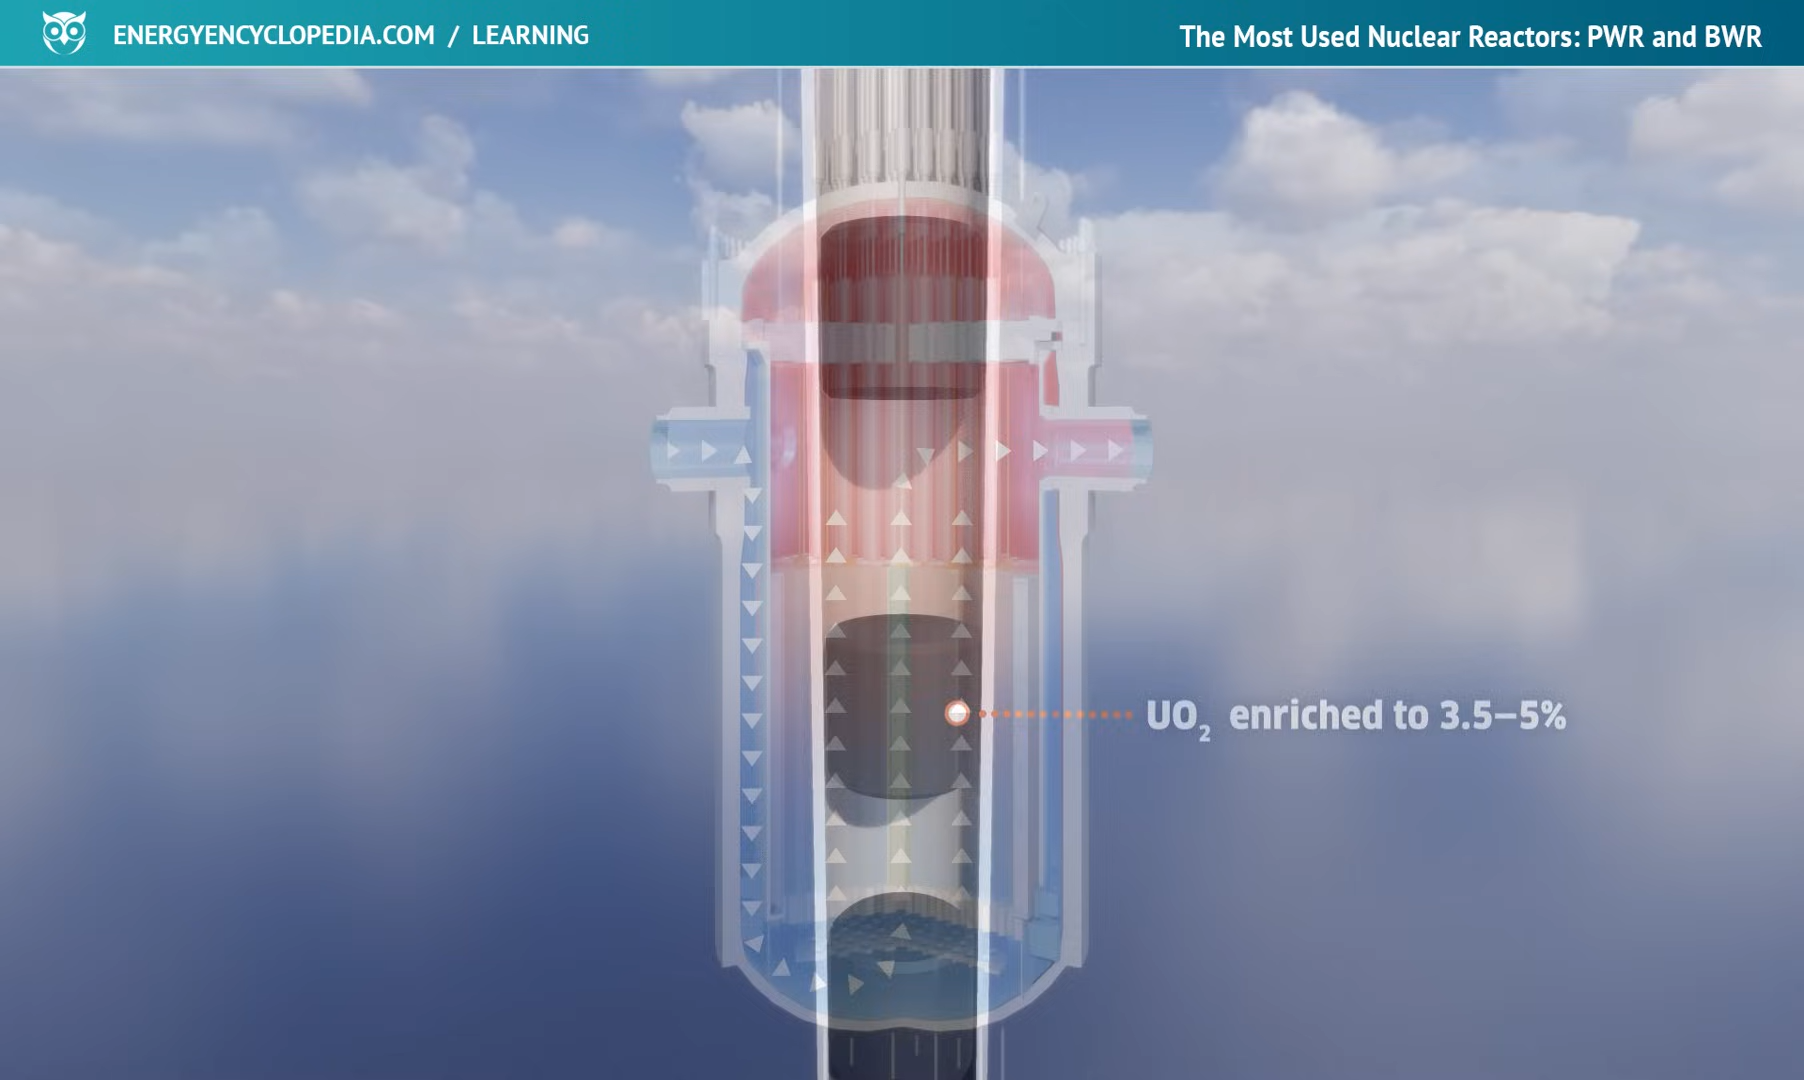 ENERGYENCYCLOPEDIA.COM / LEARNING
The Most Used Nuclear Reactors: PWR and BWR
UO₂ enriched to 3.5–5%